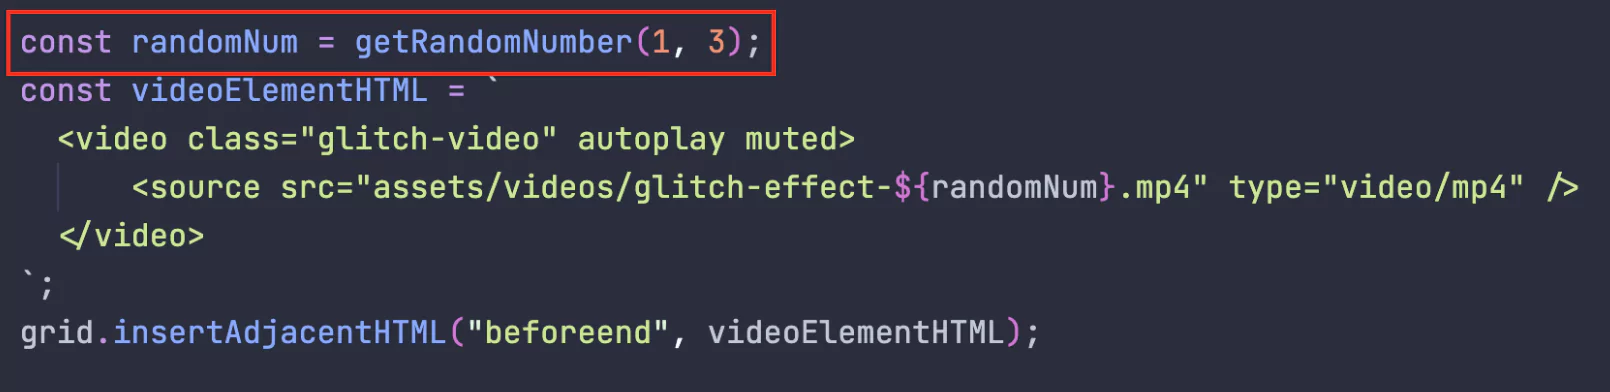 const randomNum = getRandomNumber(1, 3);
const videoElementHTML = `
<video class="glitch-video" autoplay muted>
<source src="assets/videos/glitch-effect-${randomNum}.mp4" type="video/mp4" />
</video>
`;
grid.insertAdjacentHTML("beforeend", videoElementHTML);